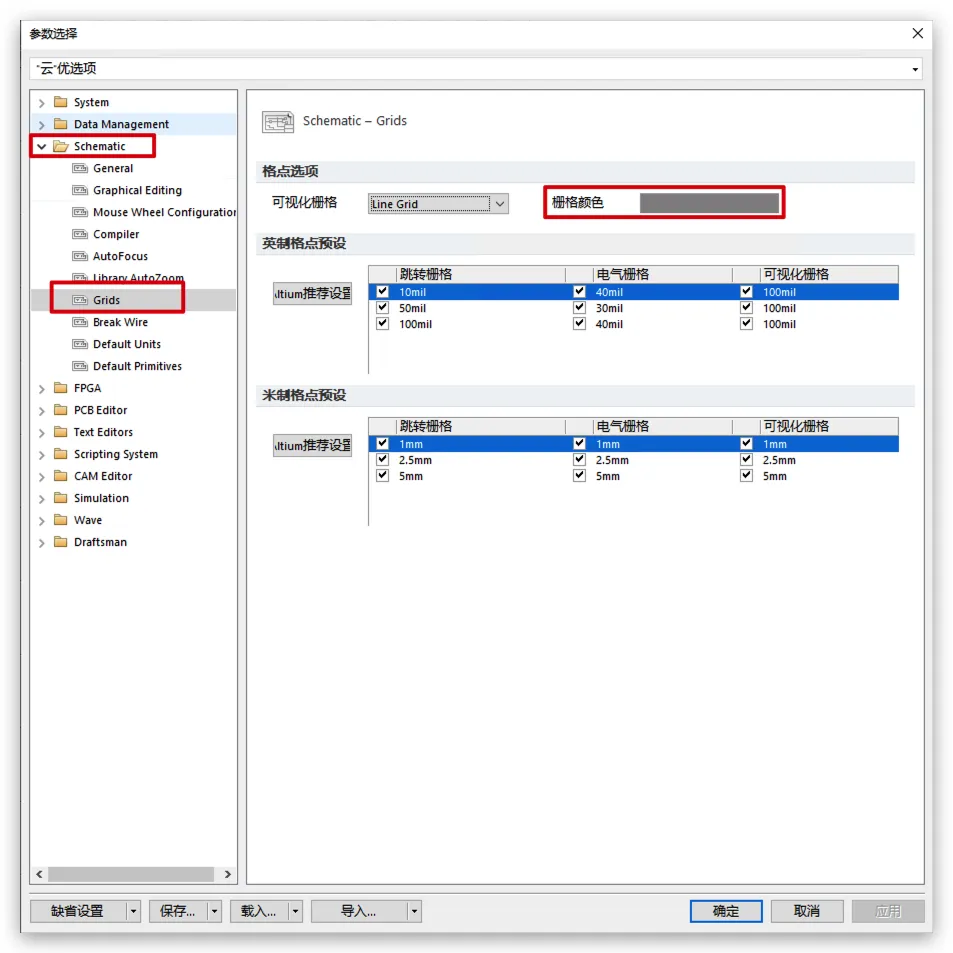 参数选择
"云"优选项
System
Data Management
Schematic
General
Graphical Editing
Mouse Wheel Configuration
Compiler
AutoFocus
Library AutoZoom
Grids
Break Wire
Default Units
Default Primitives
FPGA
PCB Editor
Text Editors
Scripting System
CAM Editor
Simulation
Wave
Draftsman
Schematic – Grids
格点选项
可视化栅格 Line Grid 栅格颜色
英制格点预设
ltium推荐设置
跳转栅格 电气栅格 可视化栅格
10mil 40mil 100mil
50mil 30mil 100mil
100mil 40mil 100mil
米制格点预设
ltium推荐设置
跳转栅格 电气栅格 可视化栅格
1mm 1mm 1mm
2.5mm 2.5mm 2.5mm
5mm 5mm 5mm
缺省设置 保存... 载入... 导入... 确定 取消 应用